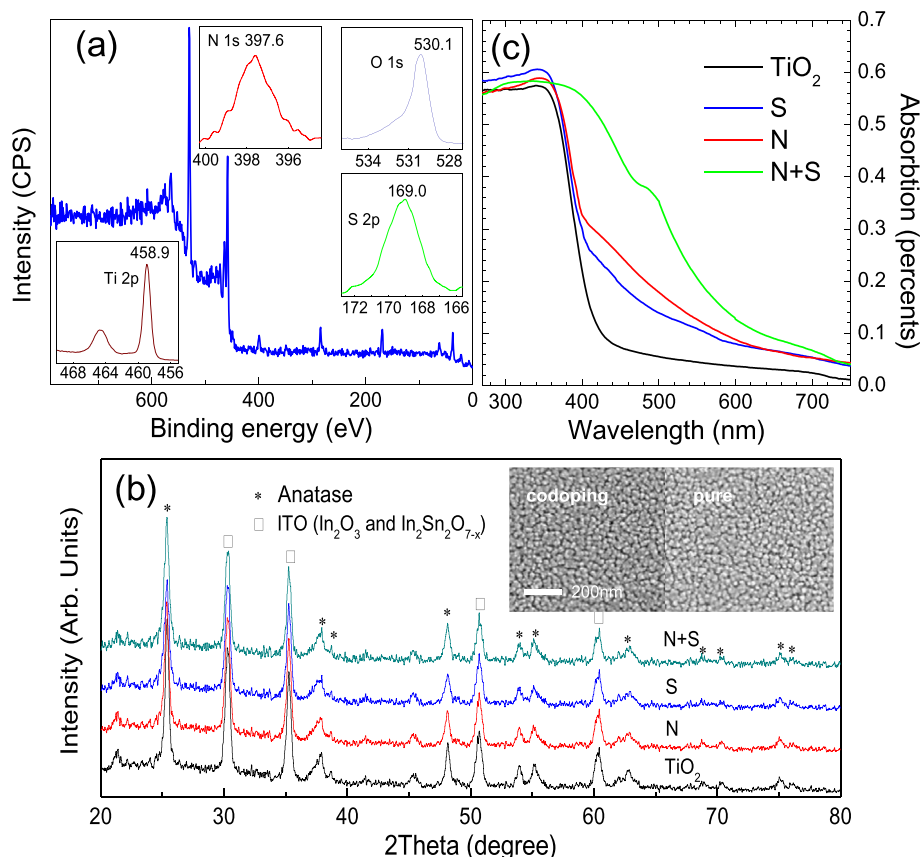 (a)
N 1s 397.6
400 398 396
530.1
O 1s
534 531 528
169.0
S 2p
172 170 168 166
458.9
Ti 2p
468 464 460 456
Intensity (CPS)
600 400 200 0
Binding energy (eV)
(c)
TiO2
S
N
N+S
0.7
0.6
0.5
0.4
0.3
0.2
0.1
0.0
Absorption (percents)
300 400 500 600 700
Wavelength (nm)
(b)
* Anatase
□ ITO (In2O3 and In2Sn2O7-x)
codoping pure
200nm
N+S
S
N
TiO2
Intensity (Arb. Units)
20 30 40 50 60 70 80
2Theta (degree)